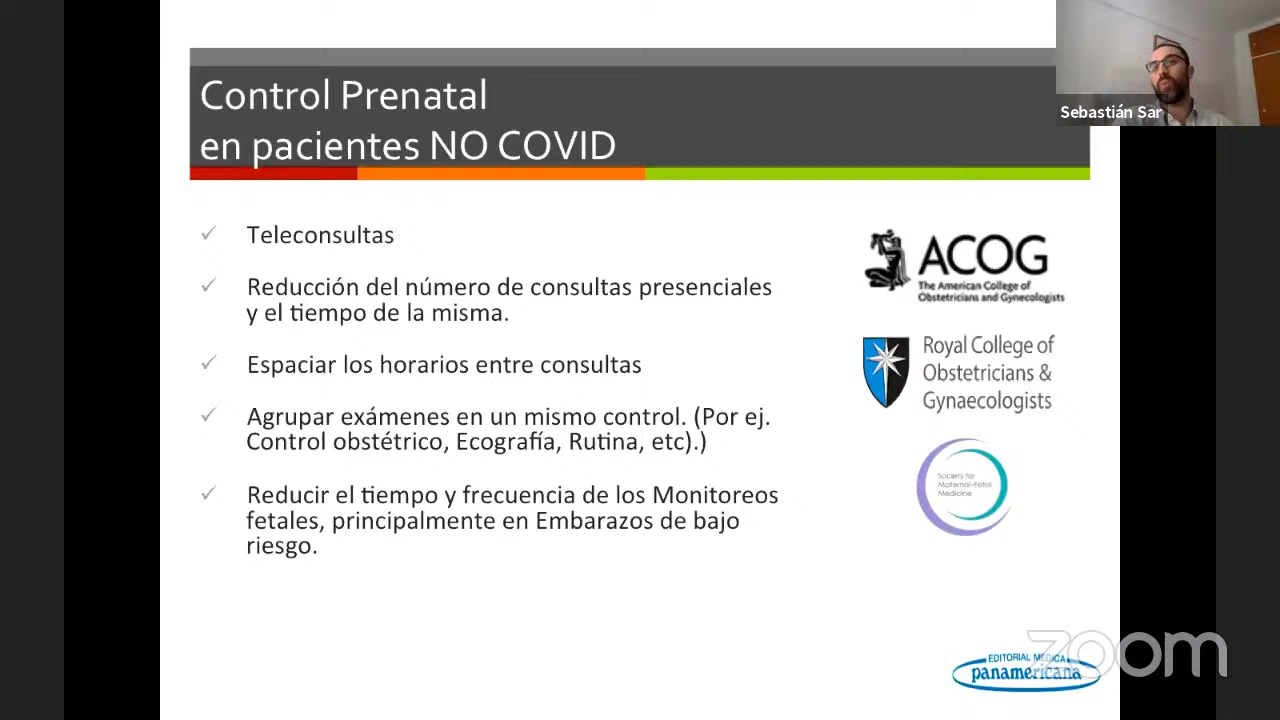 Control Prenatal
en pacientes NO COVID
Sebastián Sar
✓ Teleconsultas
✓ Reducción del número de consultas presenciales
y el tiempo de la misma.
✓ Espaciar los horarios entre consultas
✓ Agrupar exámenes en un mismo control. (Por ej.
Control obstétrico, Ecografía, Rutina, etc).)
✓ Reducir el tiempo y frecuencia de los Monitoreos
fetales, principalmente en Embarazos de bajo
riesgo.
ACOG
The American College of
Obstetricians and Gynecologists
Royal College of
Obstetricians &
Gynaecologists
Society for
Maternal-Fetal
Medicine
EDITORIAL MEDICA
panamericana
zoom